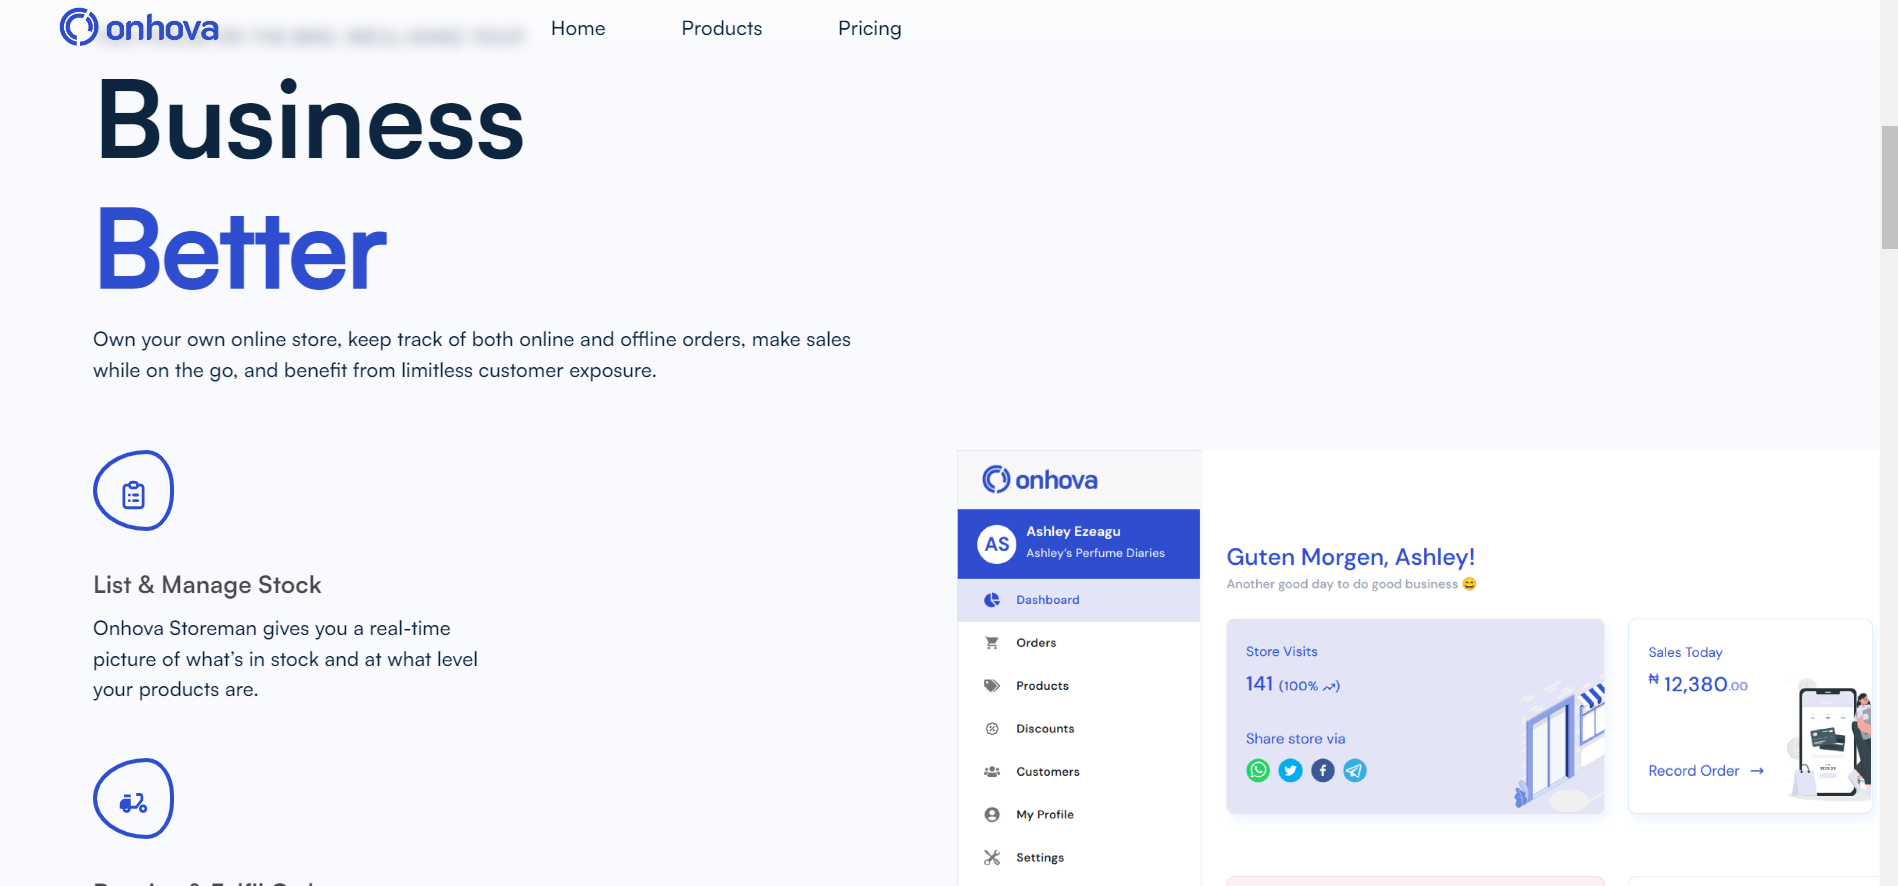 onhova
Home
Products
Pricing
Business
Better
Own your own online store, keep track of both online and offline orders, make sales
while on the go, and benefit from limitless customer exposure.
List & Manage Stock
Onhova Storeman gives you a real-time
picture of what's in stock and at what level
your products are.
onhova
AS
Ashley Ezeagu
Ashley's Perfume Diaries
Dashboard
Orders
Products
Discounts
Customers
My Profile
Settings
Guten Morgen, Ashley!
Another good day to do good business 😄
Store Visits
141 (100%)
Share store via
Sales Today
₦ 12,380.00
Record Order →